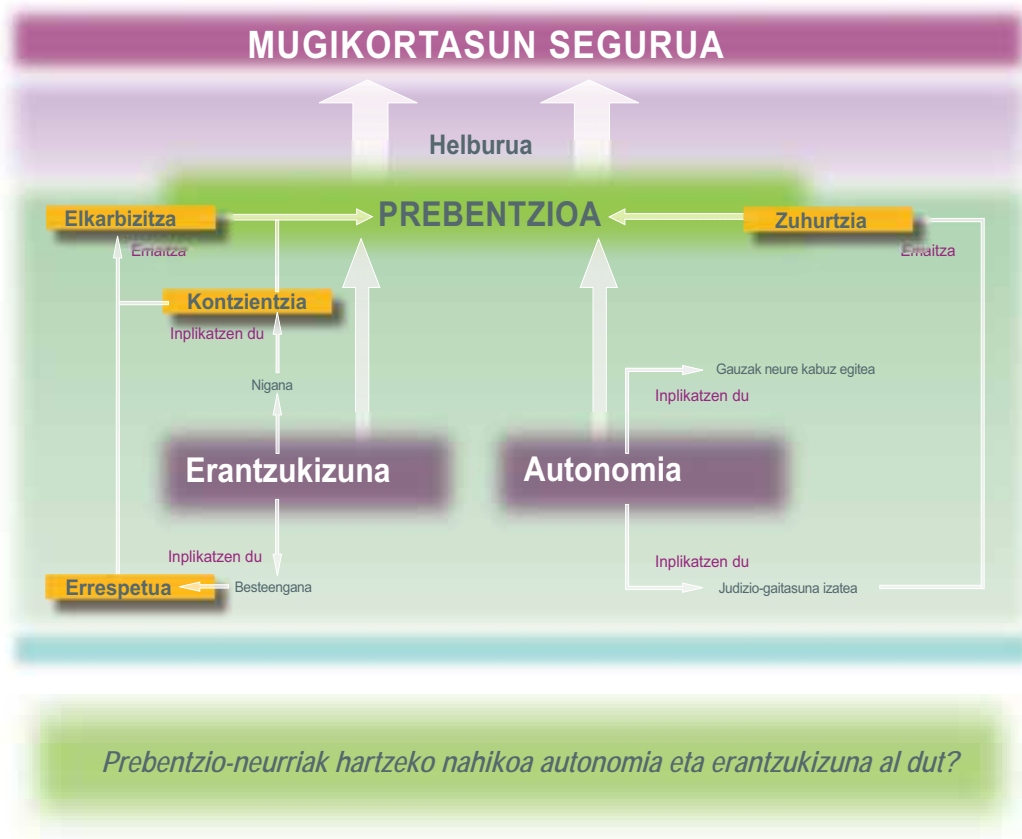 MUGIKORTASUN SEGURUA
Helburua
Elkarbizitza
PREBENTZIOA
Zuhurtzia
Emaitza
Emaitza
Kontzientzia
Inplikatzen du
Nigana
Gauzak neure kabuz egitea
Inplikatzen du
Erantzukizuna
Autonomia
Inplikatzen du
Inplikatzen du
Errespetua
Besteengana
Judizio-gaitasuna izatea
Prebentzio-neurriak hartzeko nahikoa autonomia eta erantzukizuna al dut?